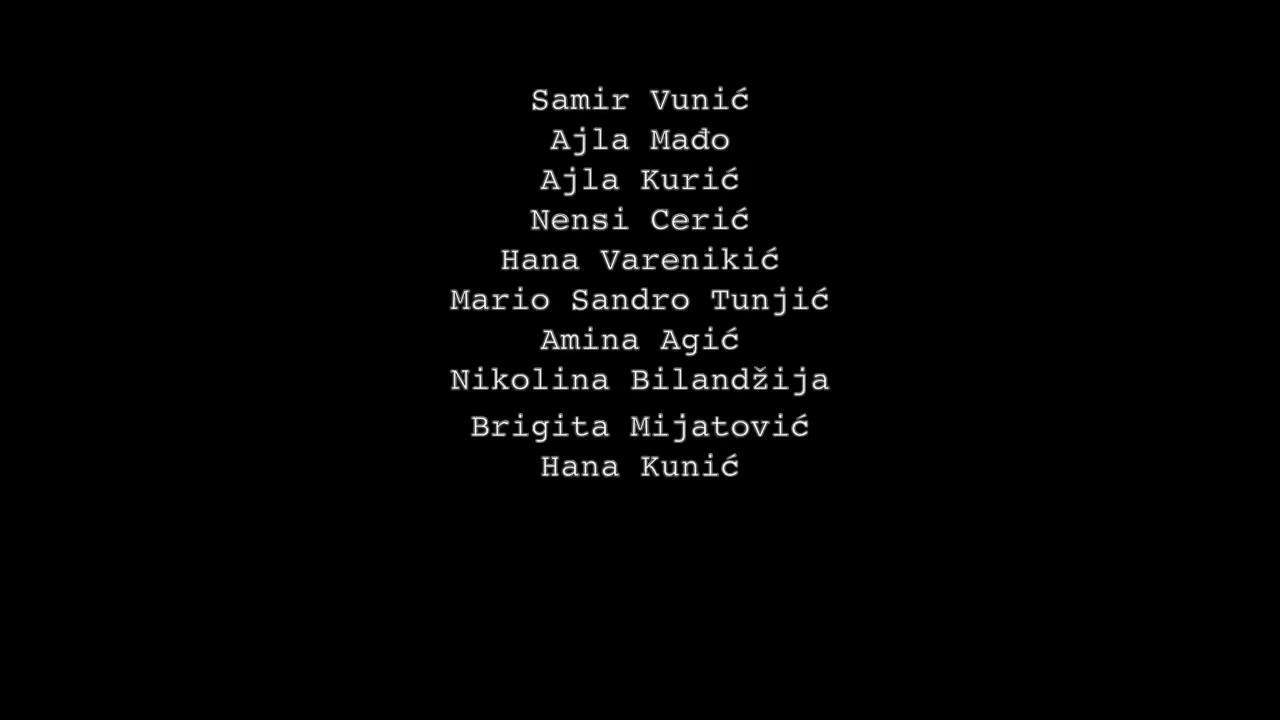 Samir Vunić
Ajla Mađo
Ajla Kurić
Nensi Cerić
Hana Varenikić
Mario Sandro Tunjić
Amina Agić
Nikolina Bilandžija
Brigita Mijatović
Hana Kunić